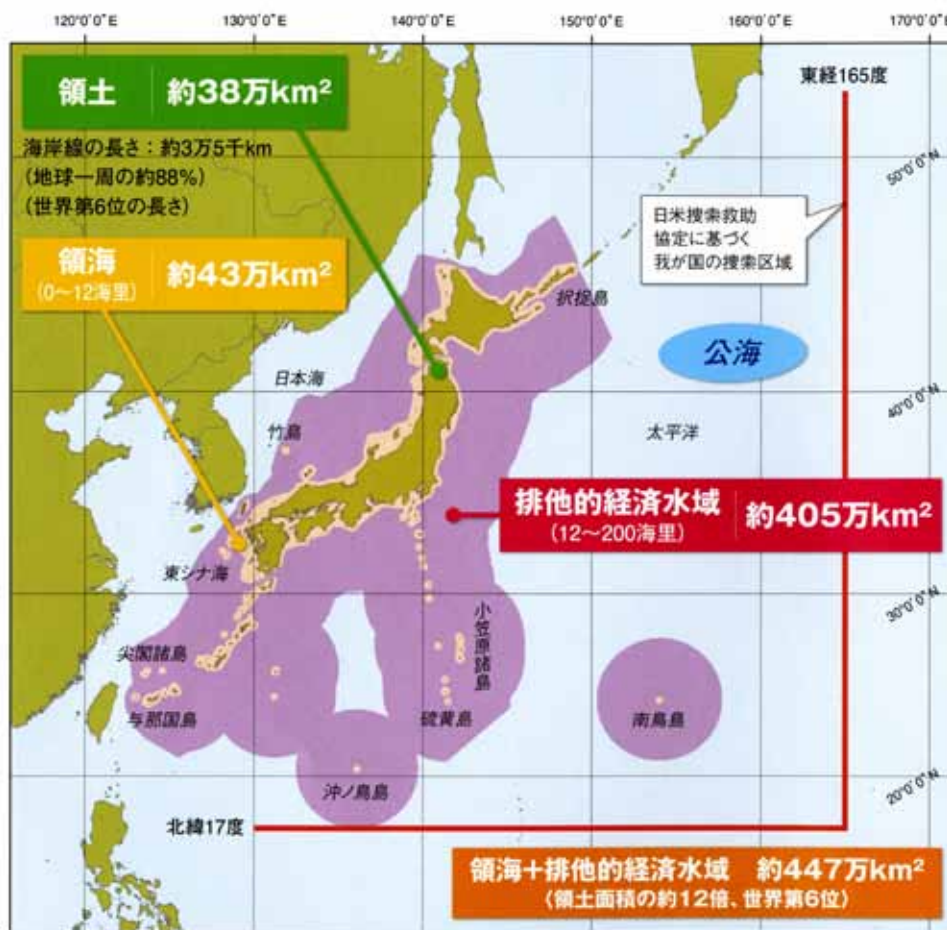 120°0'0"E
130°0'0"E
140°0'0"E
150°0'0"E
160°0'0"E
170°0'0"E
領土 約38万km²
海岸線の長さ：約3万5千km
(地球一周の約88%)
(世界第6位の長さ)
領海
(0〜12海里)
約43万km²
東経165度
50°0'0"N
日米捜索救助
協定に基づく
我が国の捜索区域
択捉島
公海
日本海
40°0'0"N
竹島
太平洋
排他的経済水域
(12〜200海里)
約405万km²
東シナ海
30°0'0"N
小笠原諸島
尖閣諸島
与那国島
硫黄島
南鳥島
沖ノ鳥島
20°0'0"N
北緯17度
領海+排他的経済水域 約447万km²
(領土面積の約12倍、世界第6位)